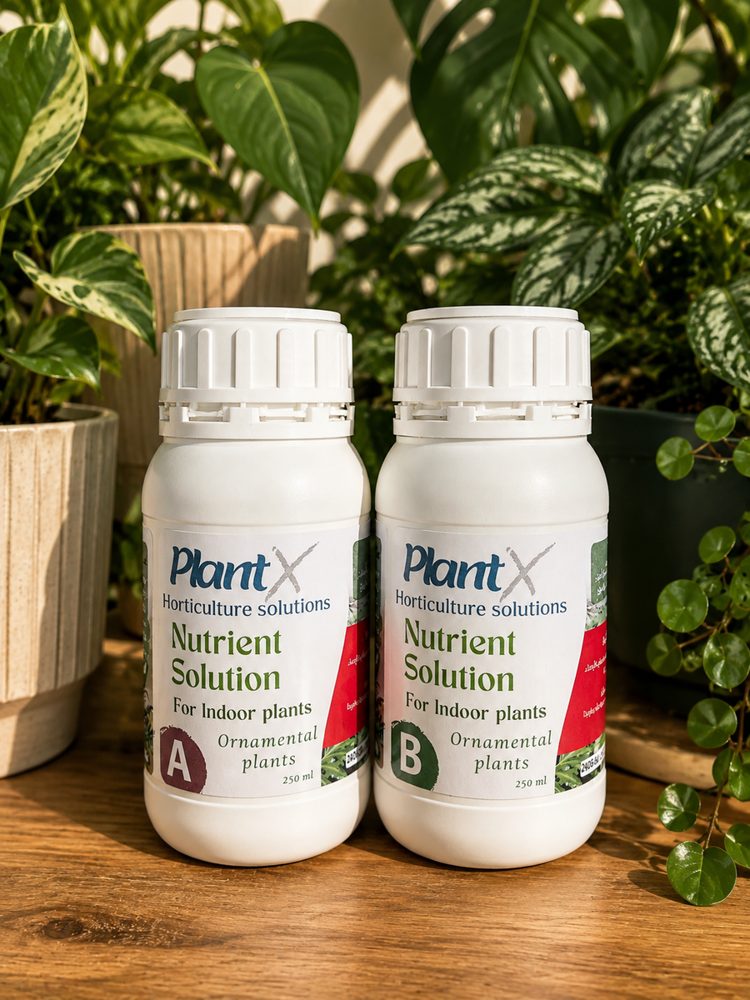 PlantX
Horticulture solutions
Nutrient
Solution
For Indoor plants
Ornamental
plants
250 ml
A
PlantX
Horticulture solutions
Nutrient
Solution
For Indoor plants
Ornamental
plants
250 ml
B